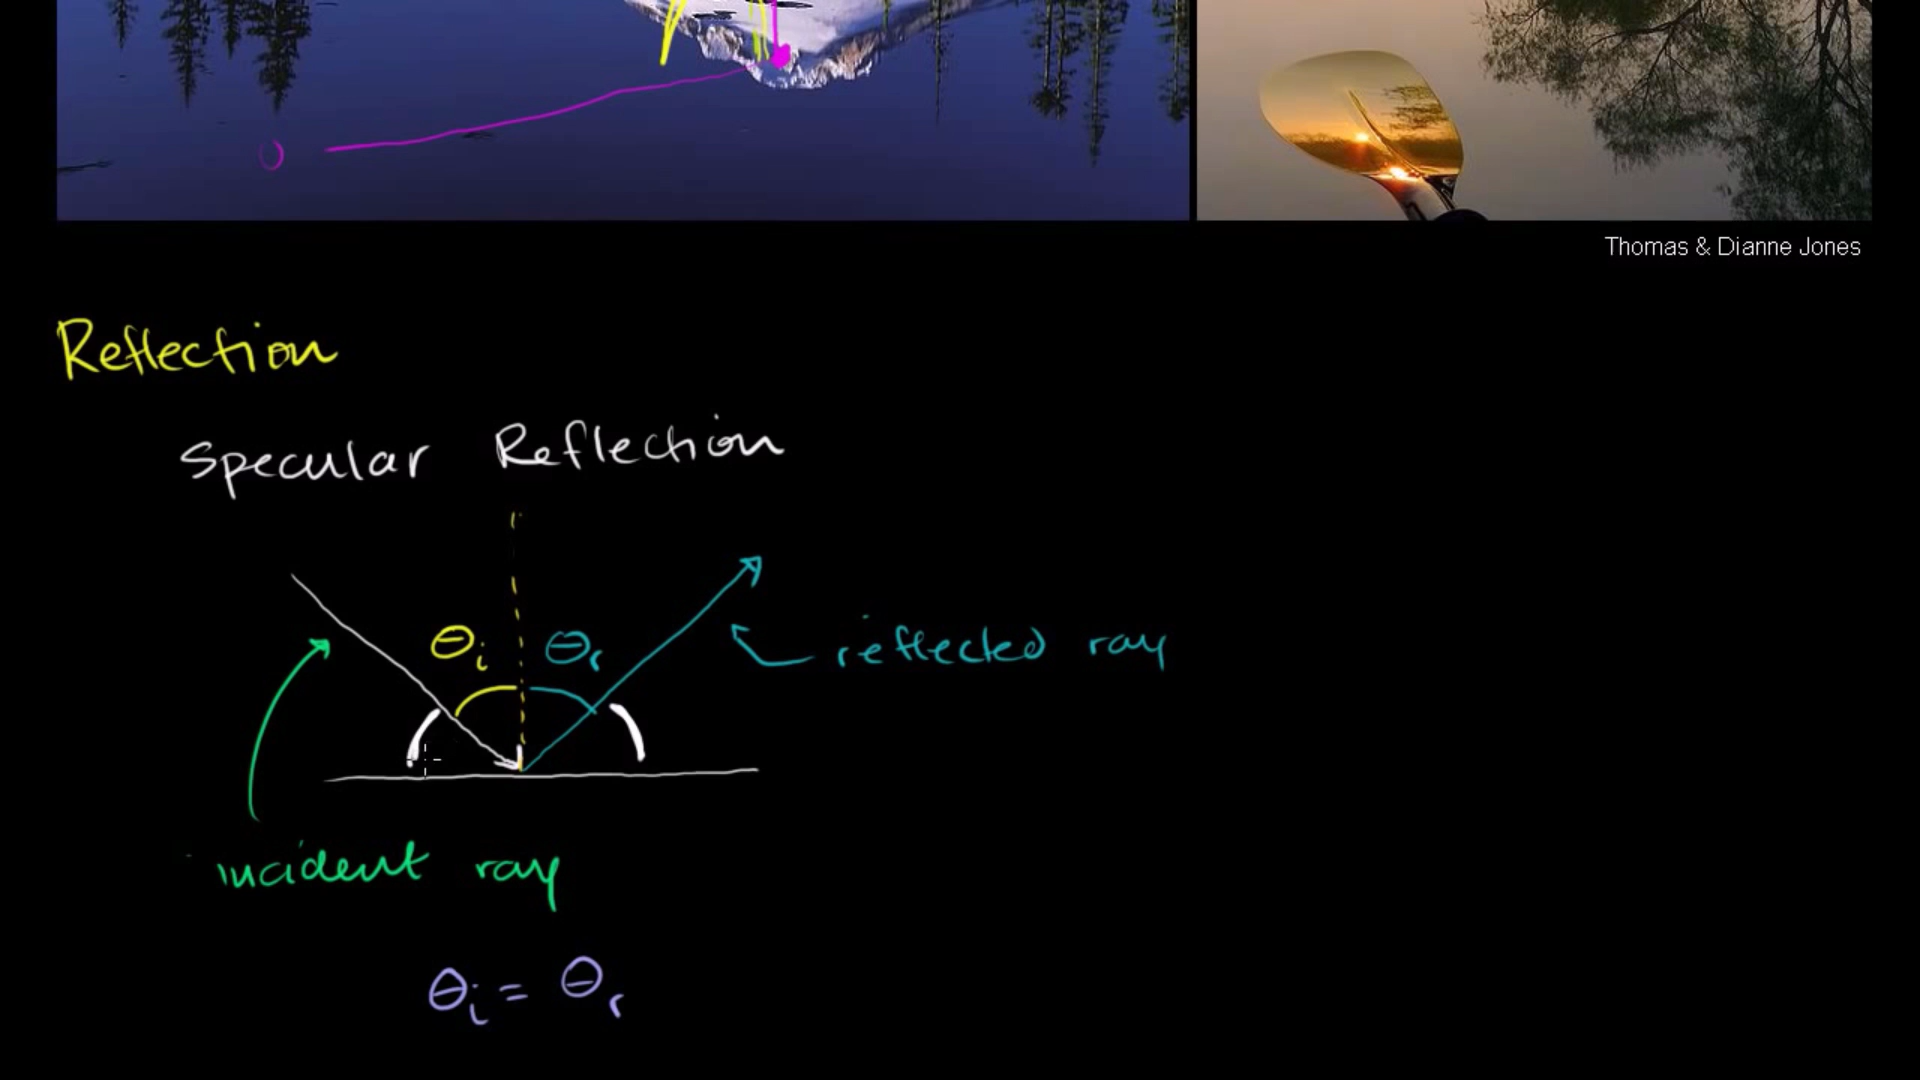 Thomas & Dianne Jones
Reflection
Specular Reflection
θi θr
reflected ray
incident ray
θi = θr